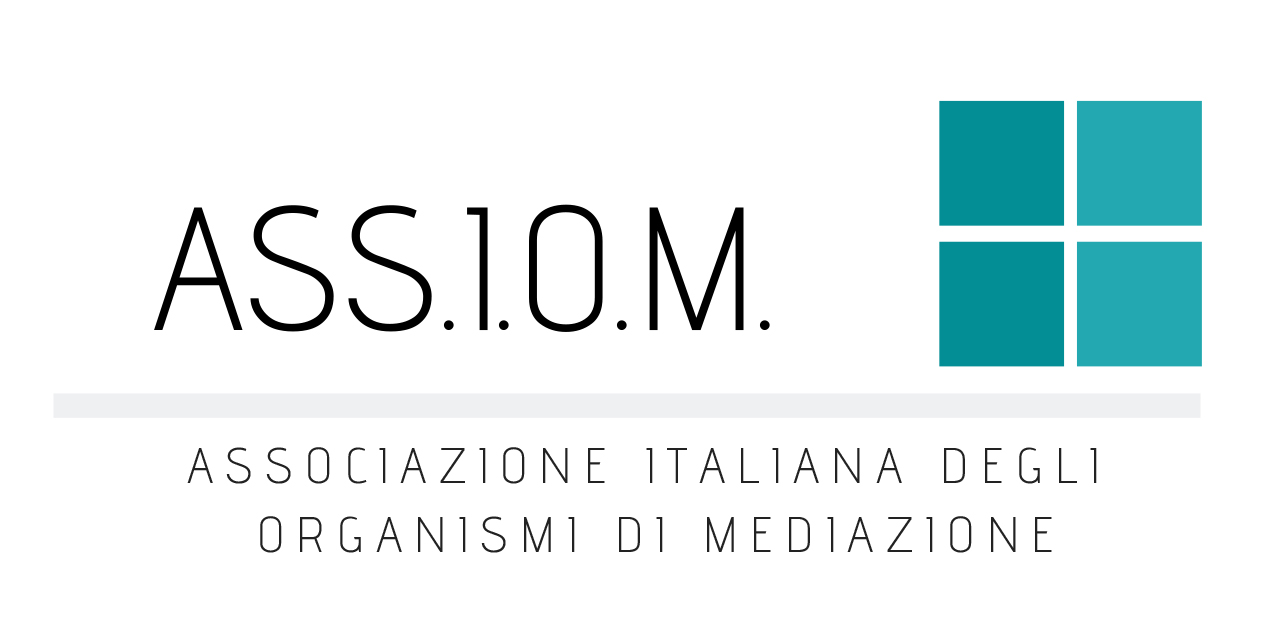 ASS.I.O.M.
ASSOCIAZIONE ITALIANA DEGLI
ORGANISMI DI MEDIAZIONE